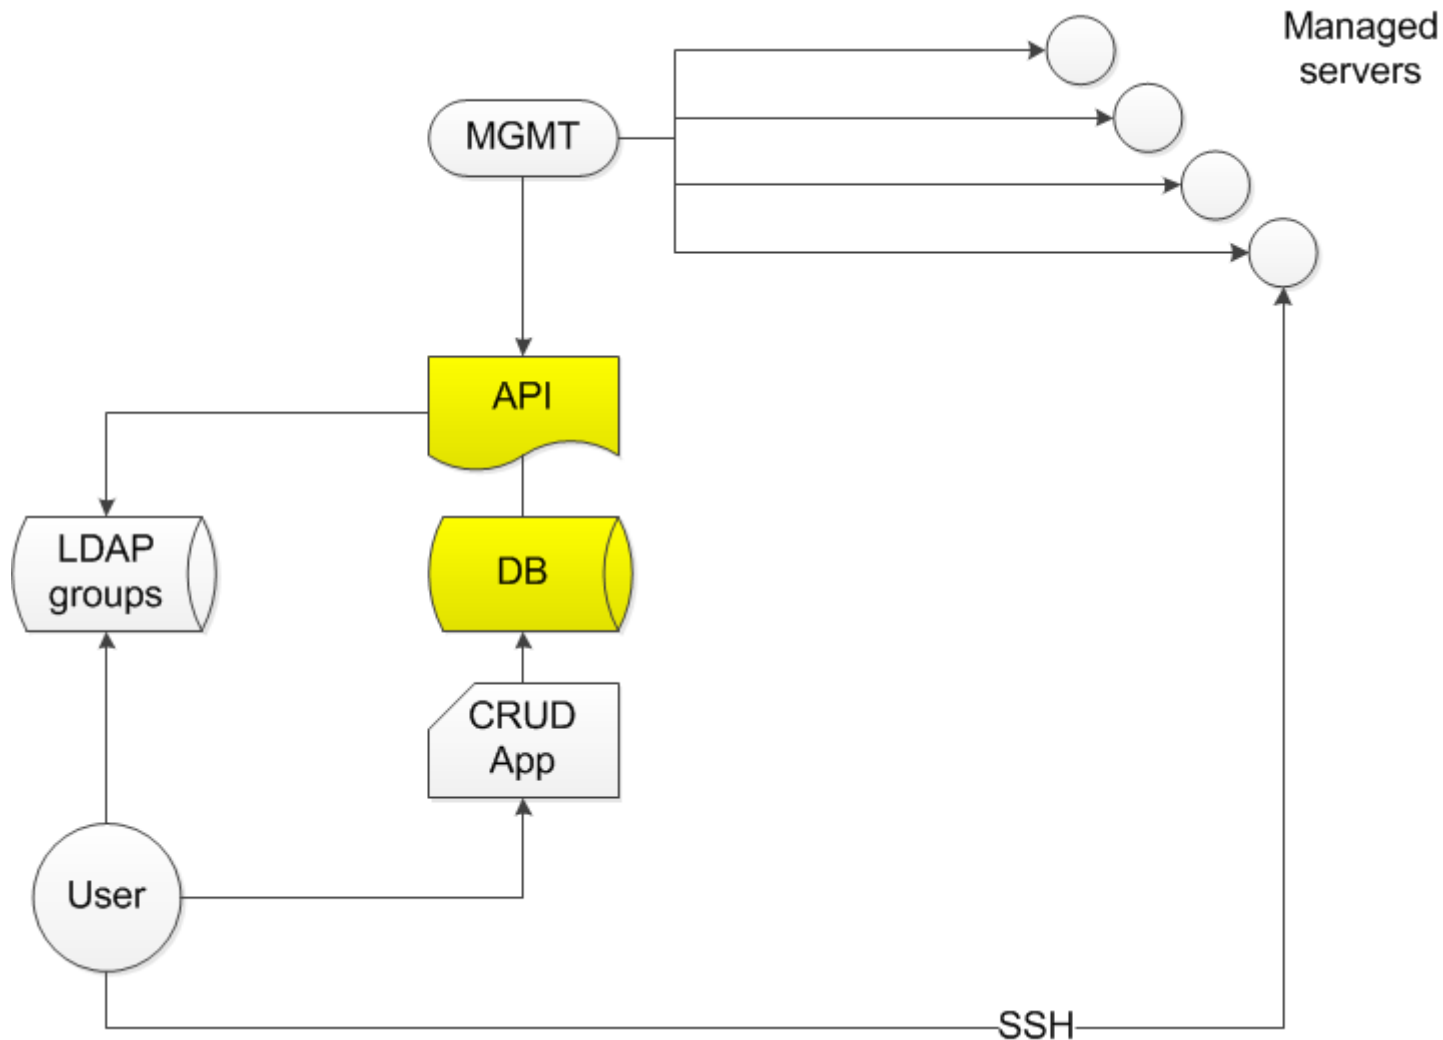 Managed
servers
MGMT
API
LDAP
groups
DB
CRUD
App
User
SSH